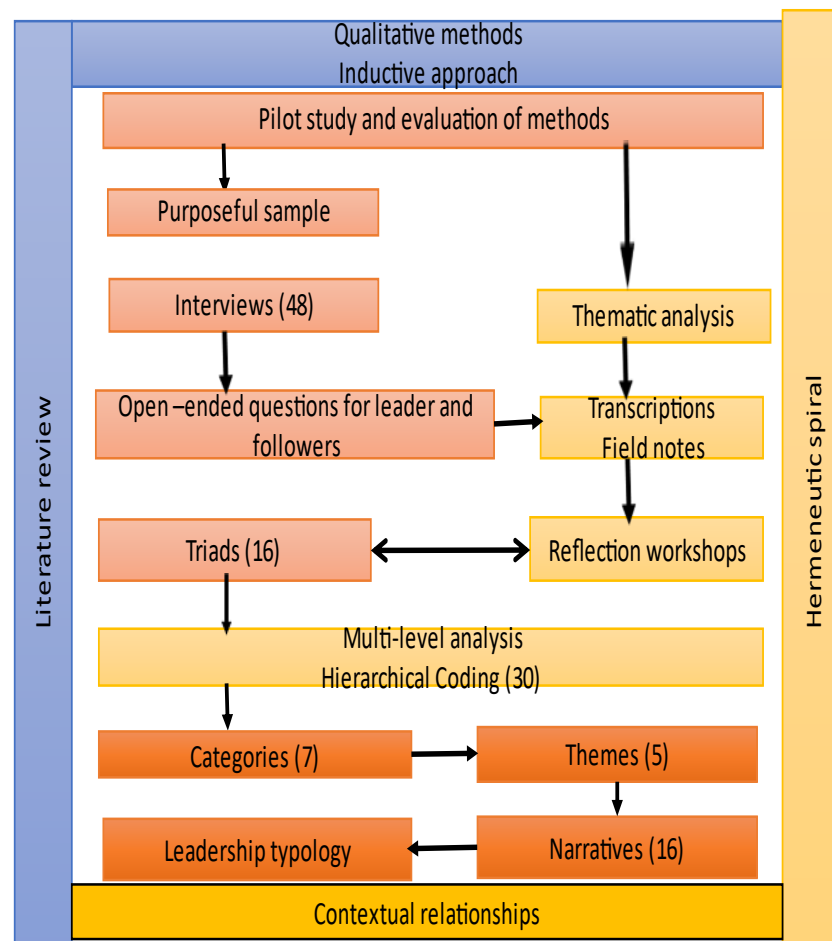 Qualitative methods
Inductive approach
Pilot study and evaluation of methods
Purposeful sample
Interviews (48)
Thematic analysis
Open –ended questions for leader and
followers
Transcriptions
Field notes
Triads (16)
Reflection workshops
Multi-level analysis
Hierarchical Coding (30)
Categories (7)
Themes (5)
Leadership typology
Narratives (16)
Contextual relationships
Literature review
Hermeneutic spiral